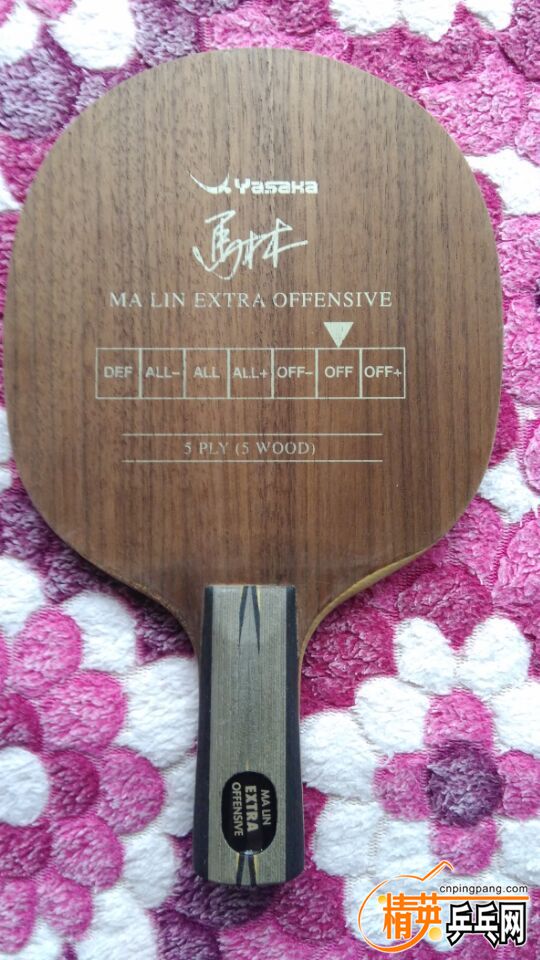 Yasaka
馬林
MA LIN EXTRA OFFENSIVE
DEF ALL- ALL ALL+ OFF- OFF OFF+
5 PLY (5 WOOD)
MA LIN
EXTRA
OFFENSIVE
cnpingpang.com
精英乒乓网